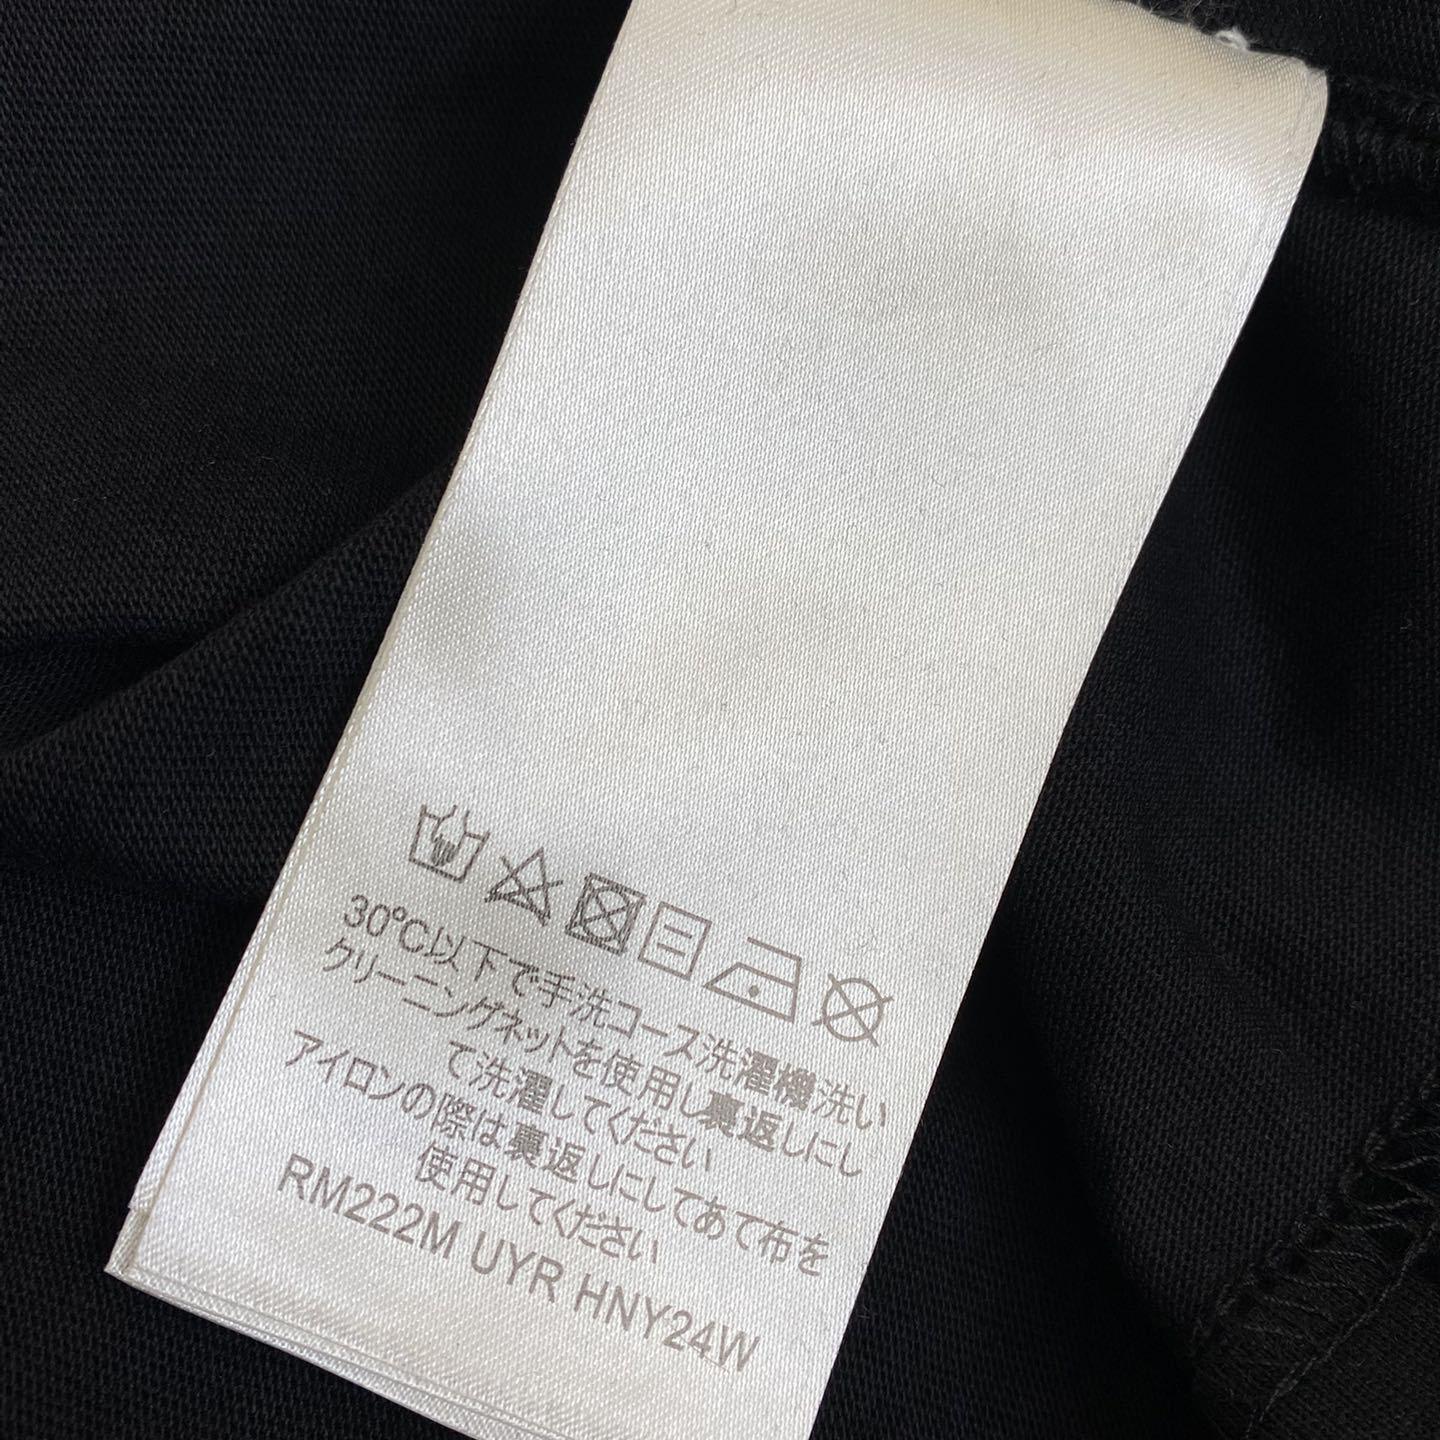 30°C以下で手洗コース洗濯機洗い
クリーニングネットを使用し裏返しにし
て洗濯してください
アイロンの際は裏返しにしてあて布を
使用してください
RM222M UYR HNY24W